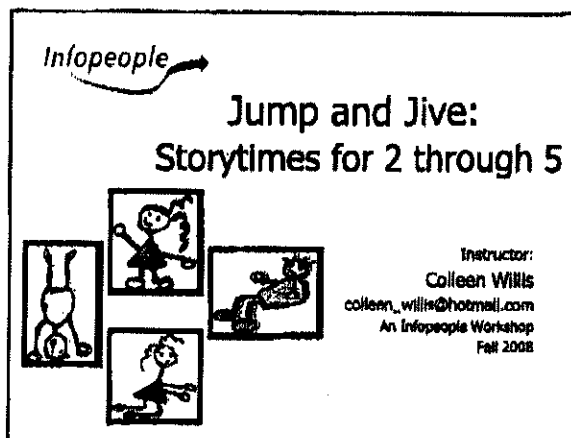 Infopeople
Jump and Jive:
Storytimes for 2 through 5
Instructor:
Colleen Willis
colleen_willis@hotmail.com
An Infopeople Workshop
Fall 2008